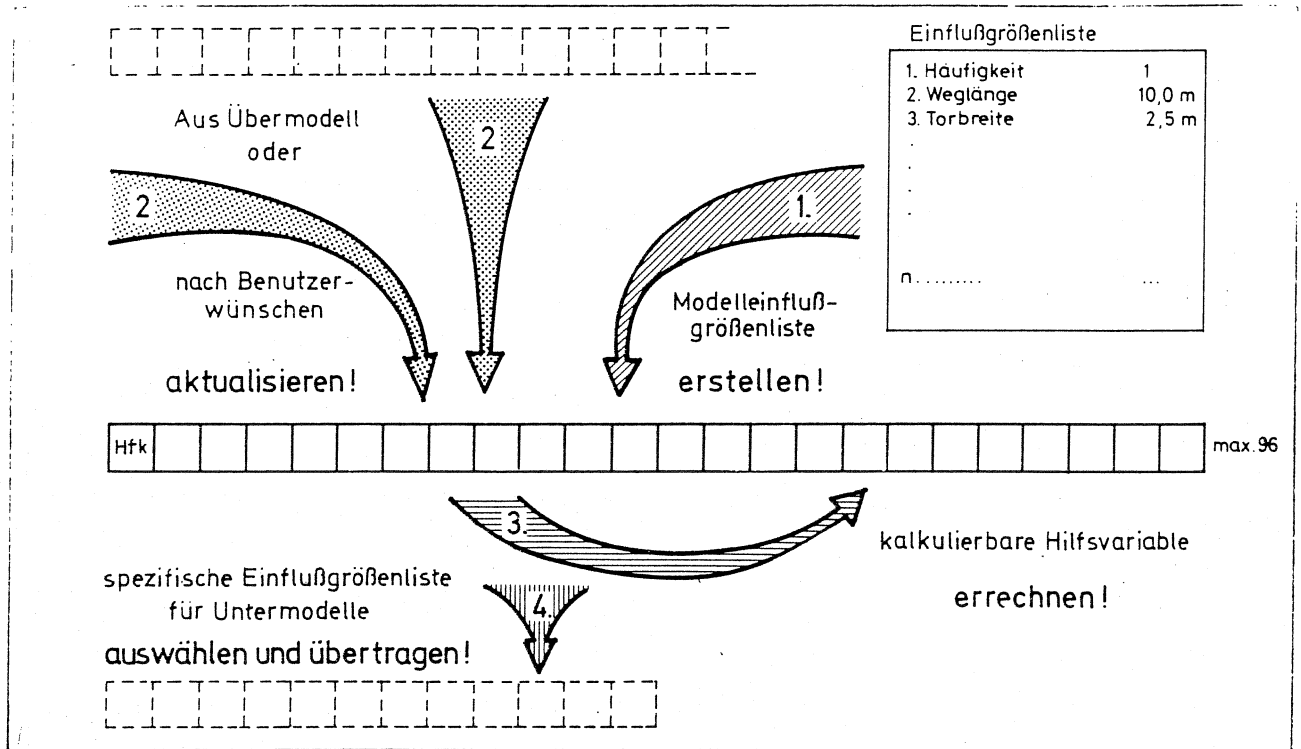 Einflußgrößenliste
1. Häufigkeit 1
2. Weglänge 10,0 m
3. Torbreite 2,5 m
n......... ...
Aus Übermodell
oder
2
2
1.
nach Benutzer-
wünschen
aktualisieren!
Modelleinfluß-
größenliste
erstellen!
Hfk
max. 96
3.
kalkulierbare Hilfsvariable
errechnen!
spezifische Einflußgrößenliste
für Untermodelle
4.
auswählen und übertragen!